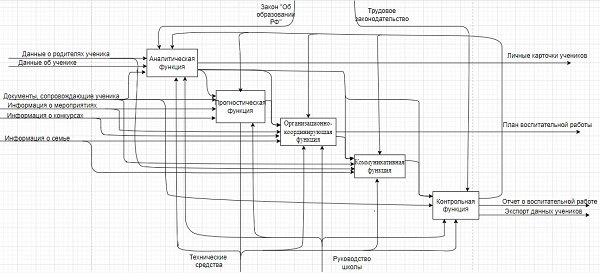 Закон "Об
образовании
РФ"
Трудовое
законодательство
Данные о родителях ученика
Данные об ученике
Аналитическая
функция
Личные карточки учеников
Документы, сопровождающие ученика
Информация о мероприятиях
Информация о конкурсах
Прогностическая
функция
Организационно-
координирующая
функция
План воспитательной работы
Информация о семье
Коммуникативная
функция
Контрольная
функция
Отчет о воспитательной работе
Экспорт данных учеников
Технические
средства
Руководство
школы